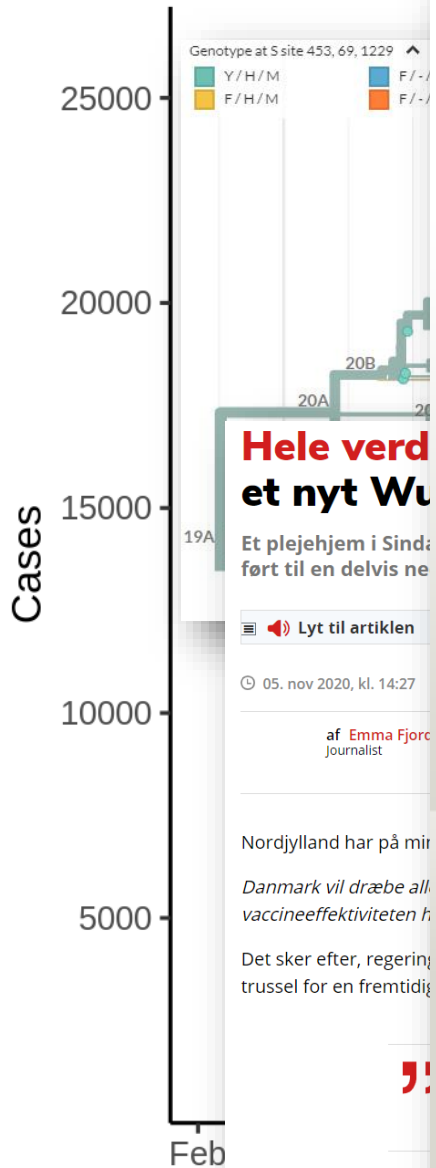 Genotype at S site 453, 69, 1229
Y / H / M
F / - /
F / H / M
F / - /
25000
20000
15000
10000
5000
Cases
Feb
20B
20A
20
19A
Hele verd
et nyt Wu
Et plejehjem i Sinda
ført til en delvis ne
Lyt til artiklen
05. nov 2020, kl. 14:27
af Emma Fjord
Journalist
Nordjylland har på min
Danmark vil dræbe alle
vaccineeffektiviteten h
Det sker efter, regering
trussel for en fremtidig